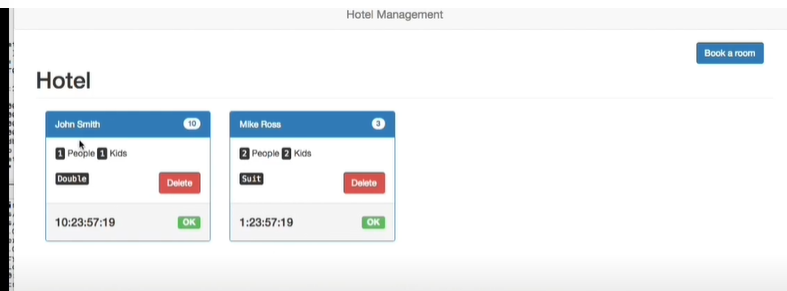 Hotel Management
Book a room
Hotel
John Smith 10
1 People 1 Kids
Double Delete
10:23:57:19 OK
Mike Ross 3
2 People 2 Kids
Suit Delete
1:23:57:19 OK